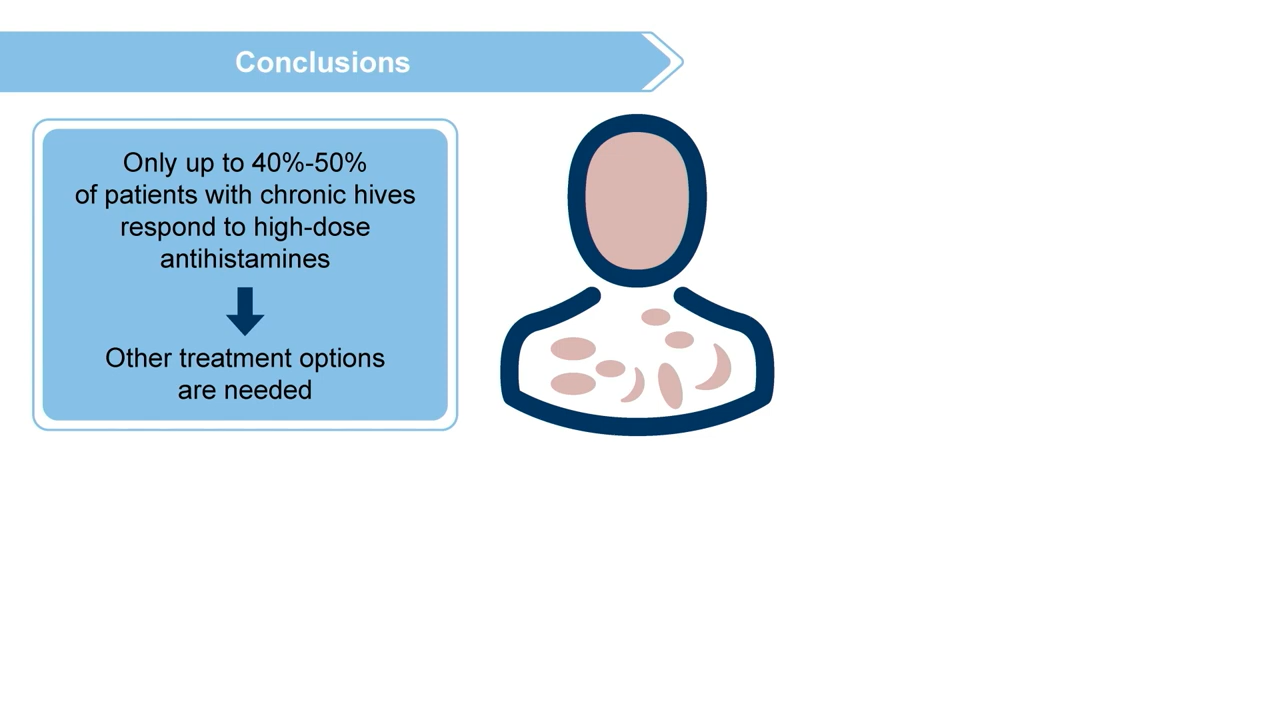 Conclusions
Only up to 40%-50%
of patients with chronic hives
respond to high-dose
antihistamines
Other treatment options
are needed